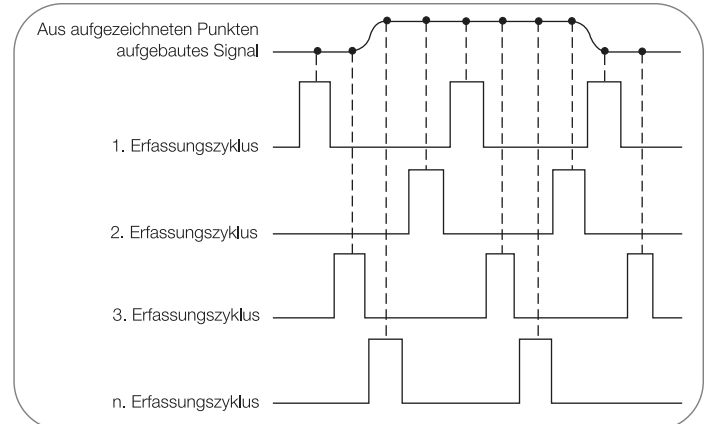 Aus aufgezeichneten Punkten
aufgebautes Signal
1. Erfassungszyklus
2. Erfassungszyklus
3. Erfassungszyklus
n. Erfassungszyklus